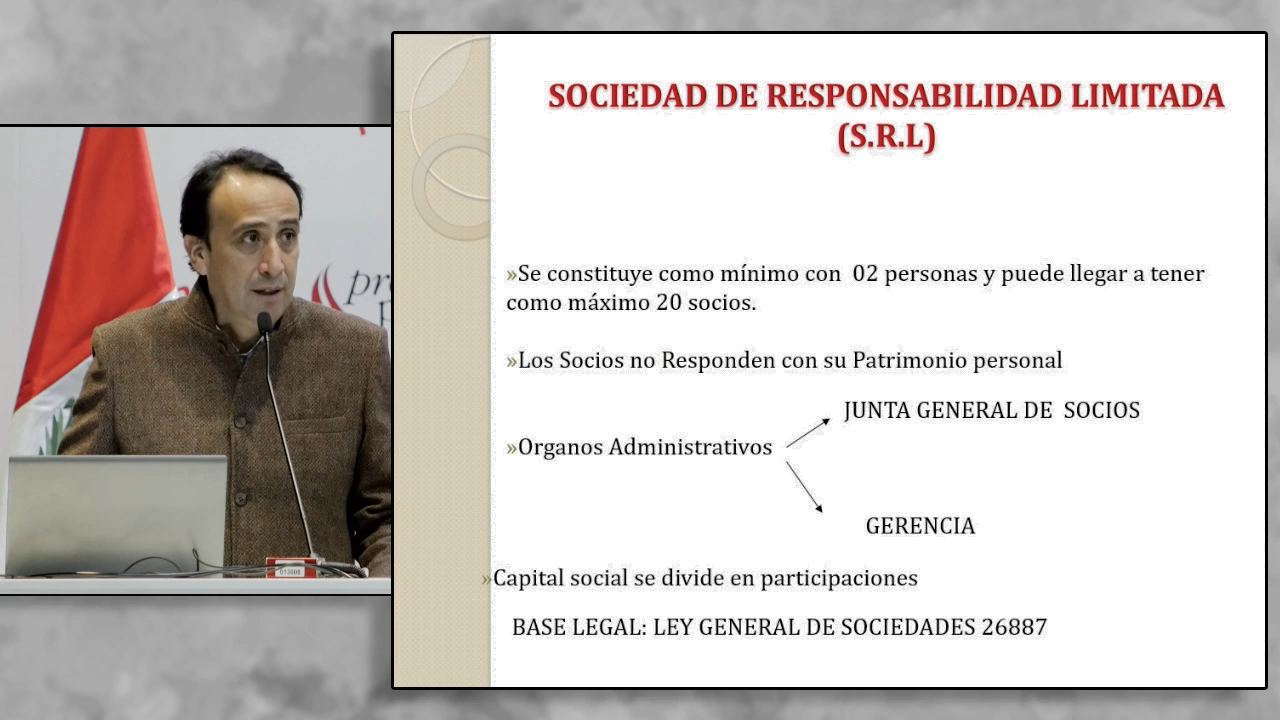 SOCIEDAD DE RESPONSABILIDAD LIMITADA
(S.R.L)
»Se constituye como mínimo con 02 personas y puede llegar a tener
como máximo 20 socios.
»Los Socios no Responden con su Patrimonio personal
JUNTA GENERAL DE SOCIOS
»Organos Administrativos
GERENCIA
»Capital social se divide en participaciones
BASE LEGAL: LEY GENERAL DE SOCIEDADES 26887